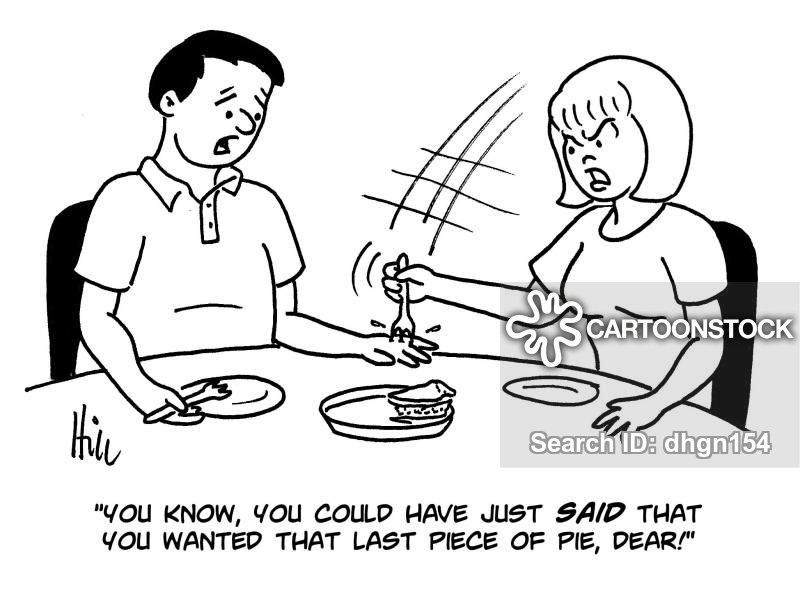 CARTOONSTOCK
Search ID: dhgn154
Hill
"YOU KNOW, YOU COULD HAVE JUST SAID THAT
YOU WANTED THAT LAST PIECE OF PIE, DEAR!"